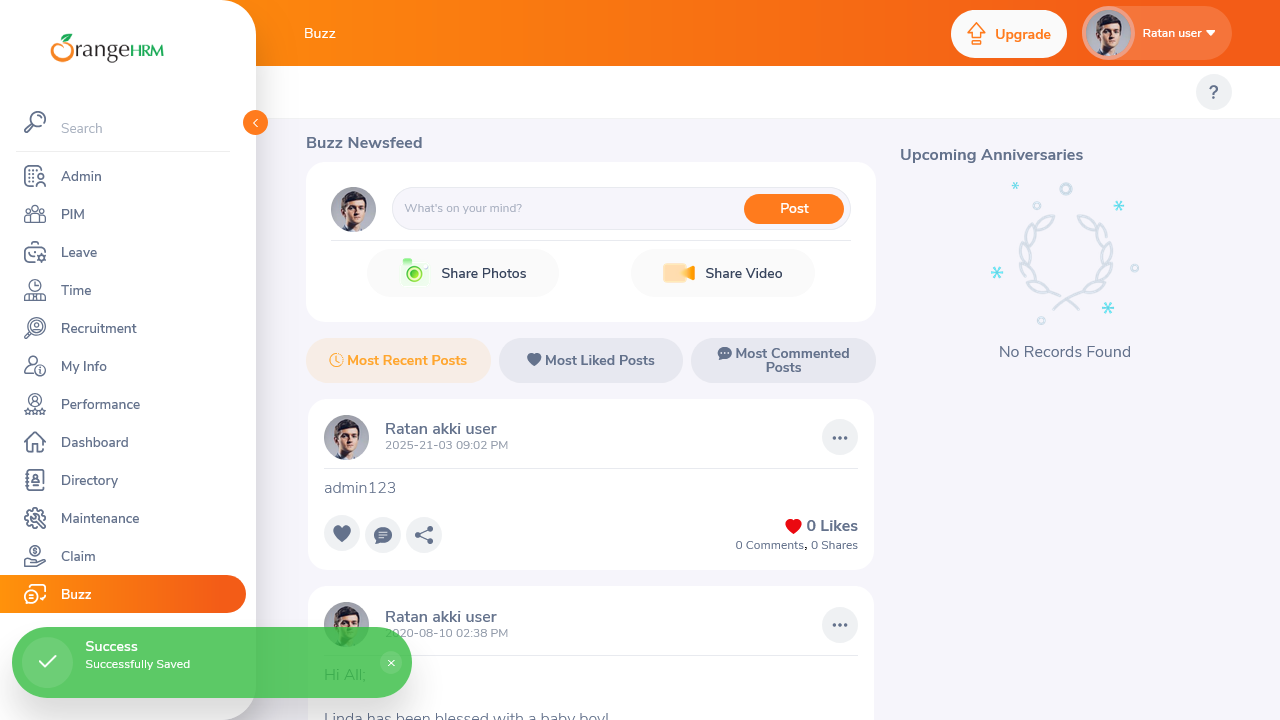 OrangeHRM
Buzz
Upgrade
Ratan user
?
Search
Admin
PIM
Leave
Time
Recruitment
My Info
Performance
Dashboard
Directory
Maintenance
Claim
Buzz
Buzz Newsfeed
What's on your mind?
Post
Share Photos
Share Video
Most Recent Posts
Most Liked Posts
Most Commented
Posts
Ratan akki user
2025-21-03 09:02 PM
admin123
0 Likes
0 Comments, 0 Shares
Ratan akki user
2020-08-10 02:38 PM
Hi All;
Linda has been blessed with a baby boy!
Upcoming Anniversaries
No Records Found
Success
Successfully Saved